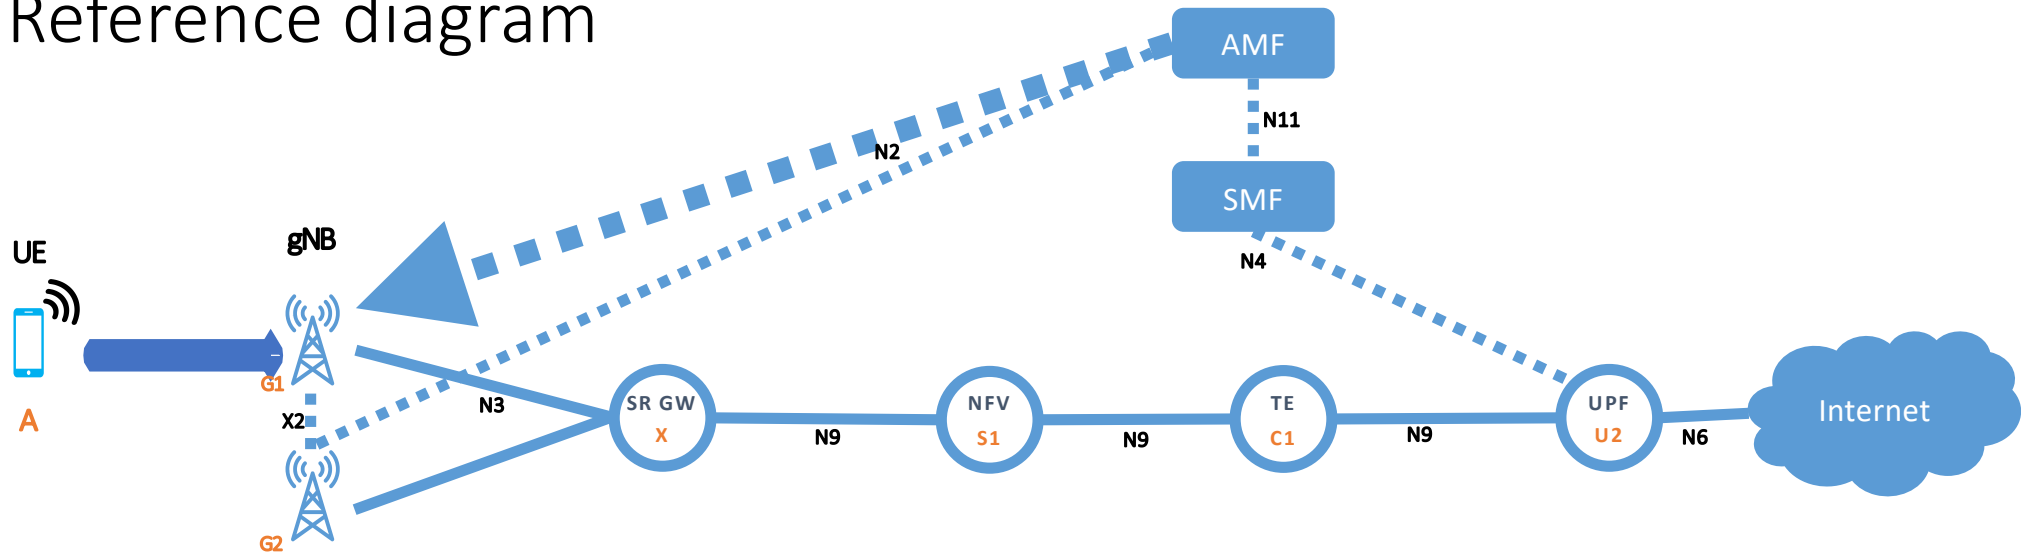 Reference diagram
AMF
N11
N2
SMF
gNB
UE
N4
G1
A
X2
N3
SR GW
X
N9
NFV
S1
N9
TE
C1
N9
UPF
U2
N6
Internet
G2